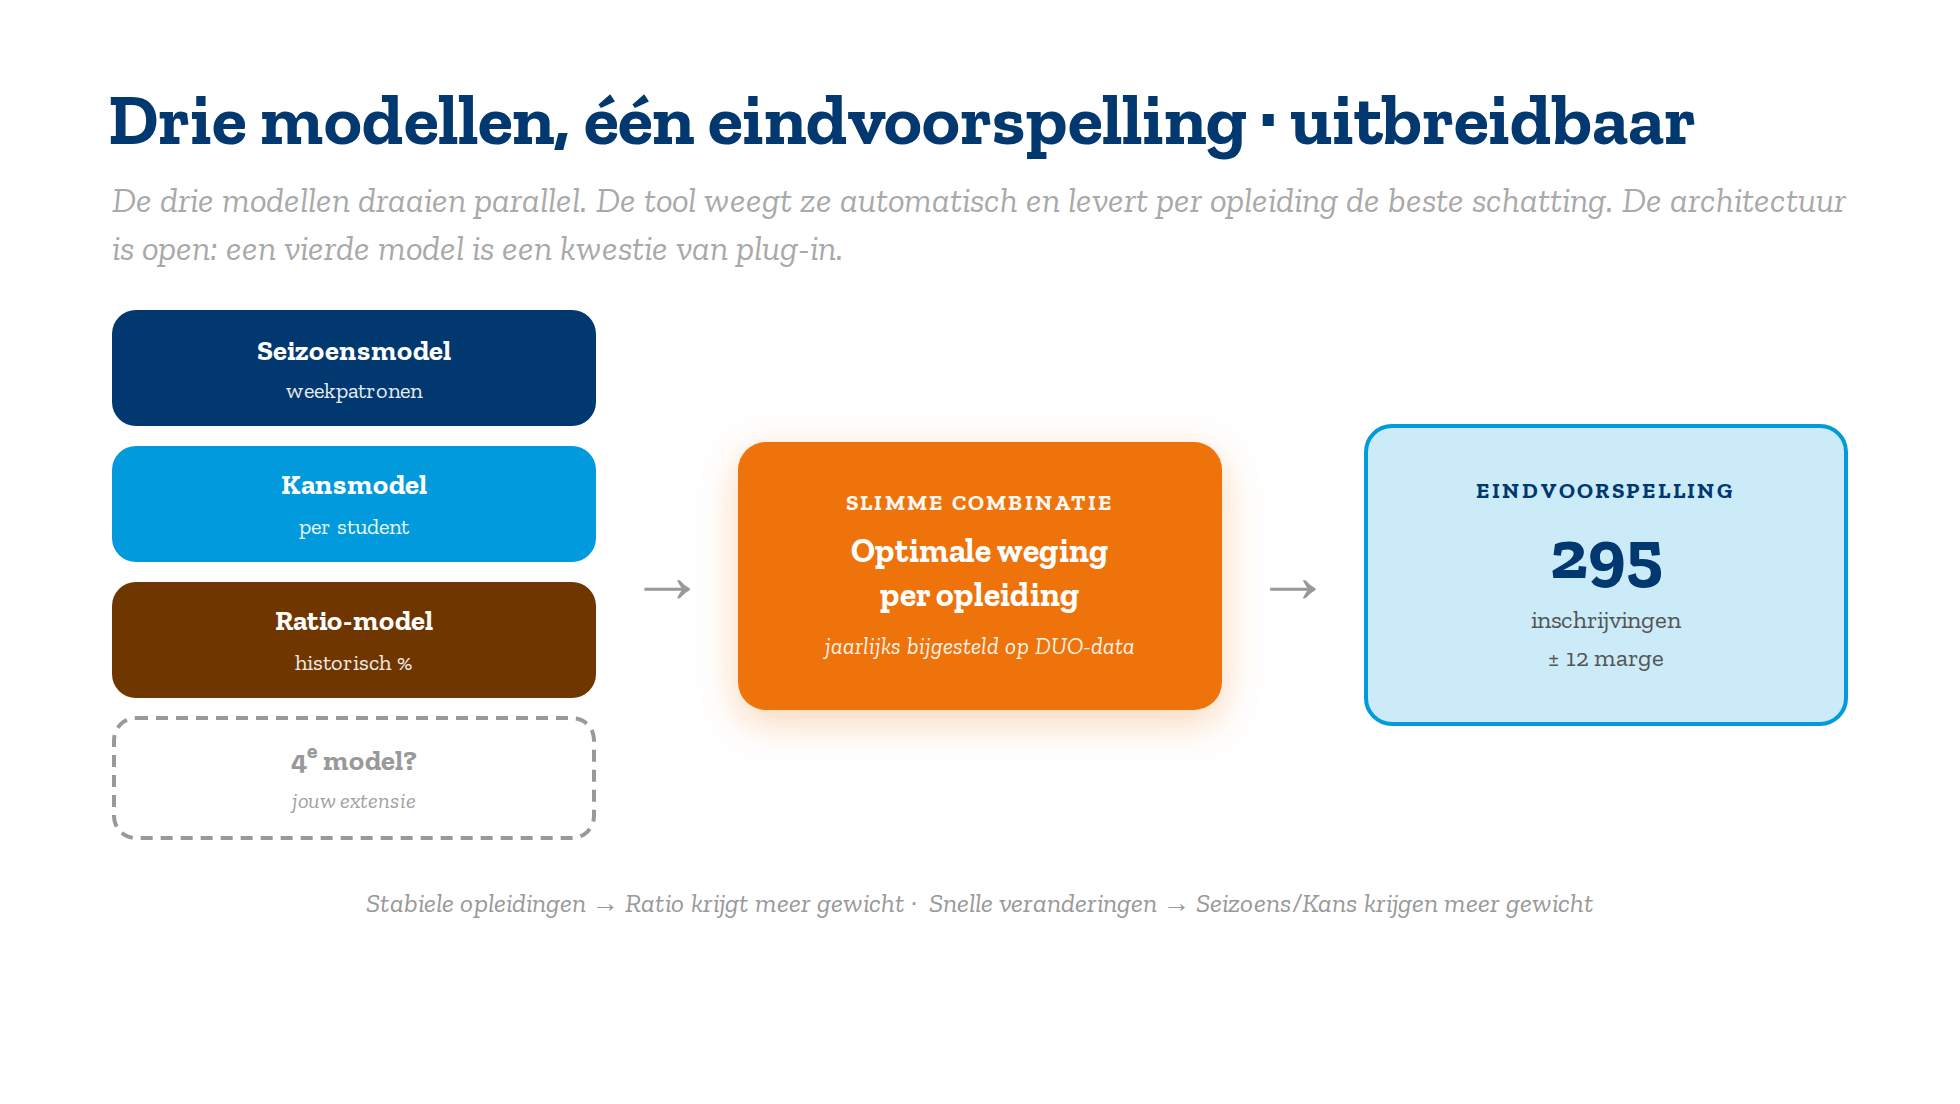 Drie modellen, één eindvoorspelling · uitbreidbaar
De drie modellen draaien parallel. De tool weegt ze automatisch en levert per opleiding de beste schatting. De architectuur
is open: een vierde model is een kwestie van plug-in.
Seizoensmodel
weekpatronen
Kansmodel
per student
Ratio-model
historisch %
4e model?
jouw extensie
→
SLIMME COMBINATIE
Optimale weging
per opleiding
jaarlijks bijgesteld op DUO-data
→
EINDVOORSPELLING
295
inschrijvingen
± 12 marge
Stabiele opleidingen → Ratio krijgt meer gewicht · Snelle veranderingen → Seizoens/Kans krijgen meer gewicht